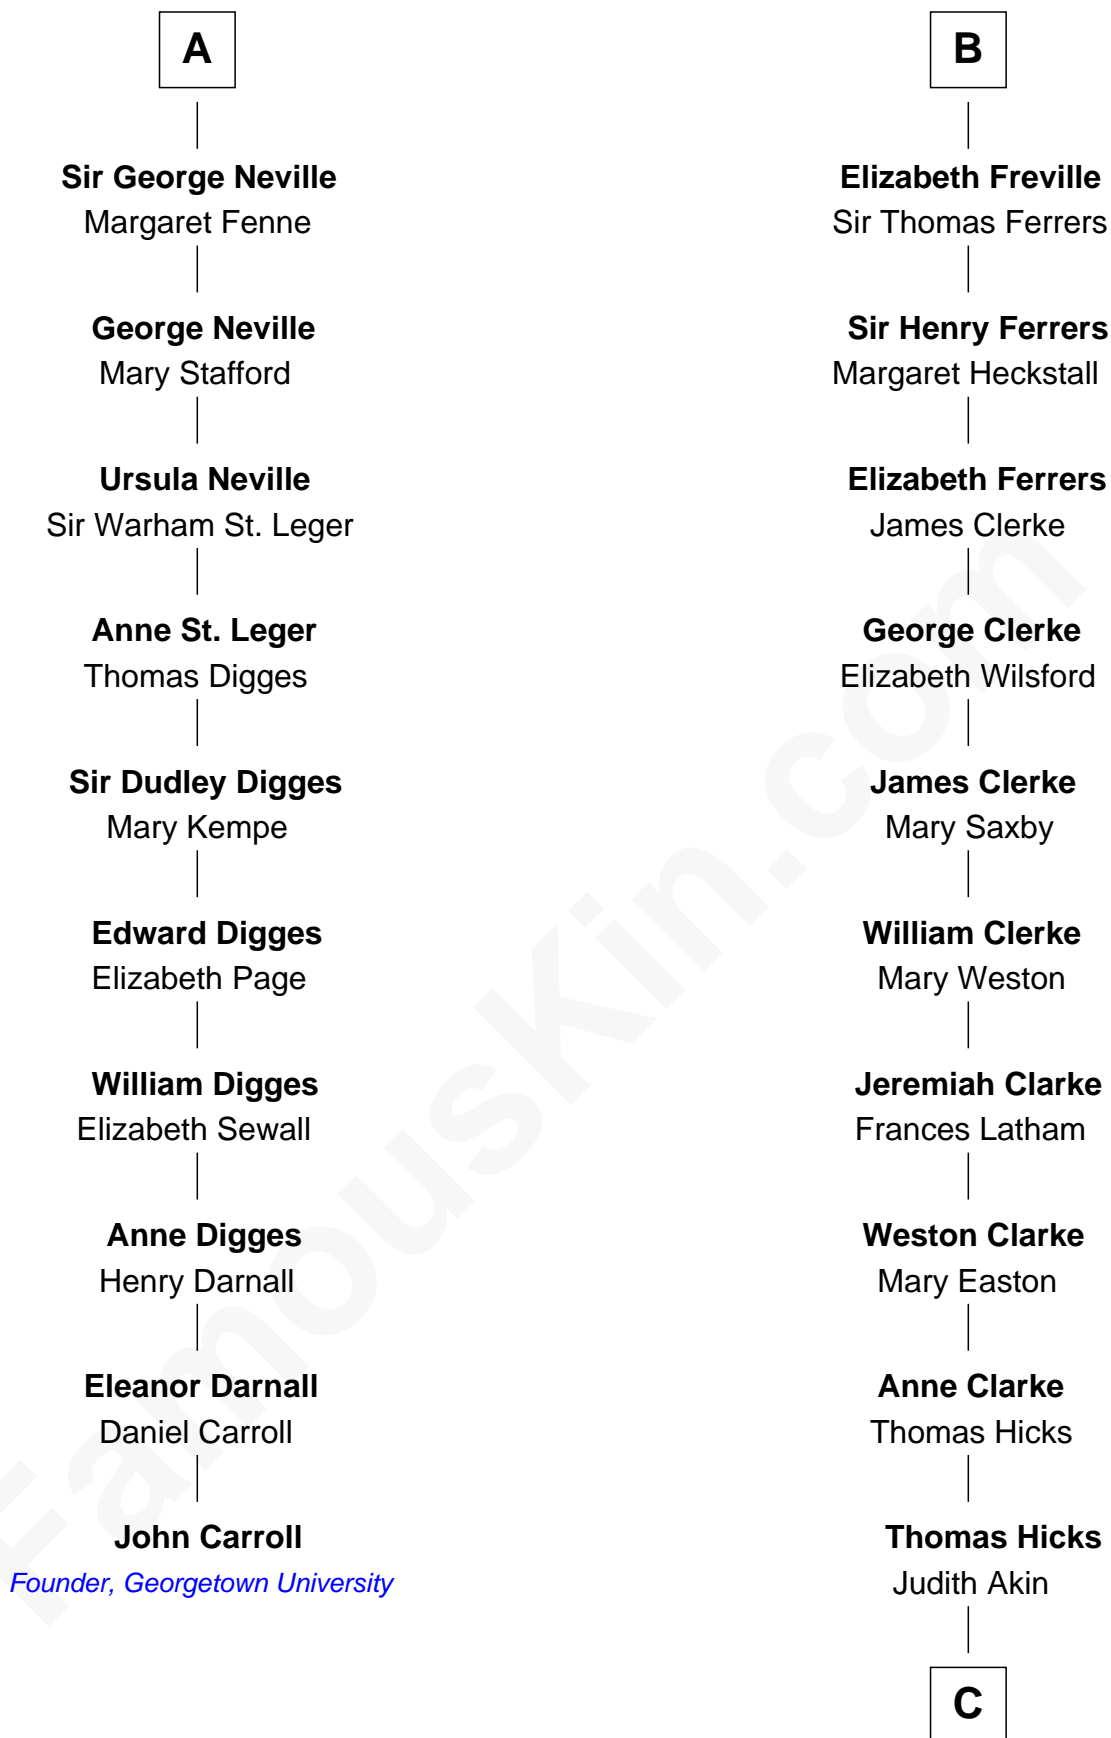 A
Sir George Neville
Margaret Fenne
George Neville
Mary Stafford
Ursula Neville
Sir Warham St. Leger
Anne St. Leger
Thomas Digges
Sir Dudley Digges
Mary Kempe
Edward Digges
Elizabeth Page
William Digges
Elizabeth Sewall
Anne Digges
Henry Darnall
Eleanor Darnall
Daniel Carroll
John Carroll
Founder, Georgetown University
B
Elizabeth Freville
Sir Thomas Ferrers
Sir Henry Ferrers
Margaret Heckstall
Elizabeth Ferrers
James Clerke
George Clerke
Elizabeth Wilsford
James Clerke
Mary Saxby
William Clerke
Mary Weston
Jeremiah Clarke
Frances Latham
Weston Clarke
Mary Easton
Anne Clarke
Thomas Hicks
Thomas Hicks
Judith Akin
C
FamousKin.com